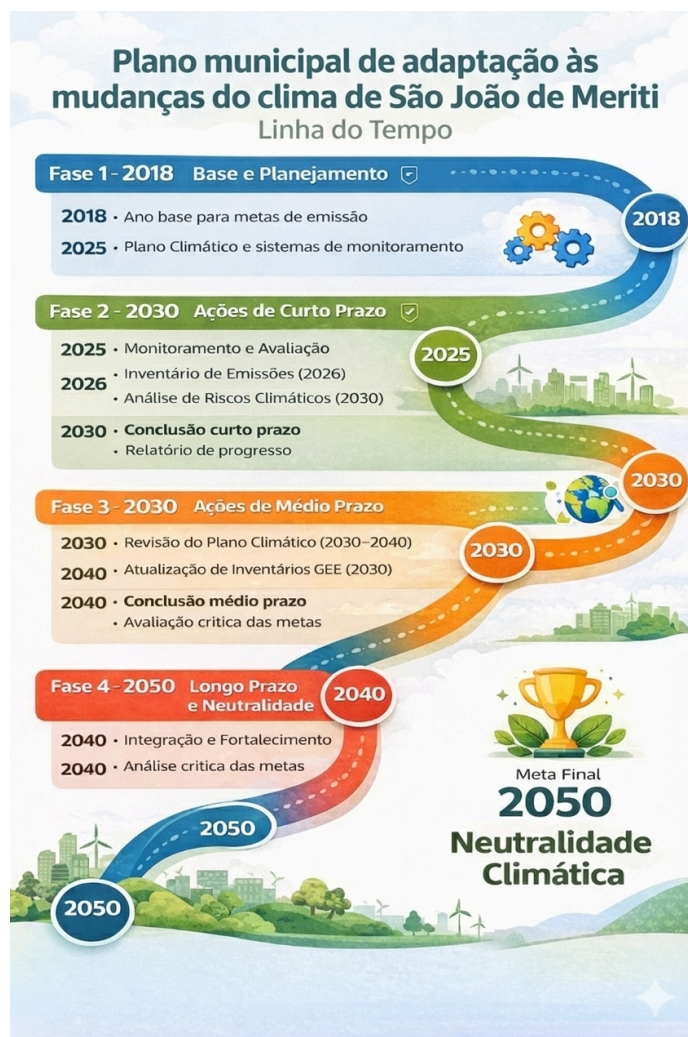 Plano municipal de adaptação às
mudanças do clima de São João de Meriti
Linha do Tempo
Fase 1 - 2018 Base e Planejamento
2018 • Ano base para metas de emissão
2018
2025 • Plano Climático e sistemas de monitoramento
Fase 2 - 2030 Ações de Curto Prazo
2025 • Monitoramento e Avaliação
2025
2026 • Inventário de Emissões (2026)
• Análise de Riscos Climáticos (2030)
2030 • Conclusão curto prazo
• Relatório de progresso
2030
Fase 3 - 2030 Ações de Médio Prazo
2030 • Revisão do Plano Climático (2030–2040)
2030
2040 • Atualização de Inventários GEE (2030)
2040 • Conclusão médio prazo
• Avaliação critica das metas
Fase 4 - 2050 Longo Prazo
e Neutralidade
2040
2040 • Integração e Fortalecimento
2040 • Análise critica das metas
Meta Final
2050
Neutralidade
Climática
2050
2050